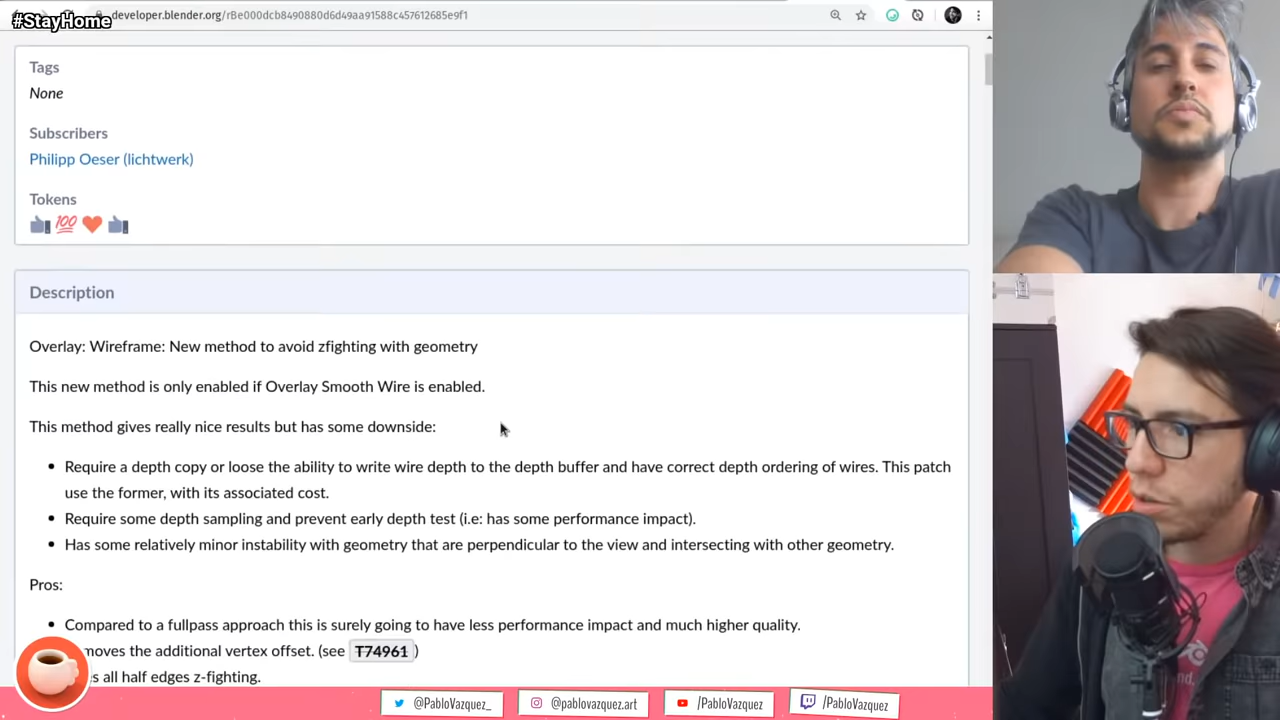 #StayHome
developer.blender.org/rBe000dcb8490880d6d49aa91588c457612685e9f1
Tags
None
Subscribers
Philipp Oeser (lichtwerk)
Tokens
100
Description
Overlay: Wireframe: New method to avoid zfighting with geometry
This new method is only enabled if Overlay Smooth Wire is enabled.
This method gives really nice results but has some downside:
Require a depth copy or loose the ability to write wire depth to the depth buffer and have correct depth ordering of wires. This patch
use the former, with its associated cost.
Require some depth sampling and prevent early depth test (i.e: has some performance impact).
Has some relatively minor instability with geometry that are perpendicular to the view and intersecting with other geometry.
Pros:
Compared to a fullpass approach this is surely going to have less performance impact and much higher quality.
moves the additional vertex offset. (see T74961 )
all half edges z-fighting.
@PabloVazquez_
@pablovazquez.art
/PabloVazquez
/PabloVazquez